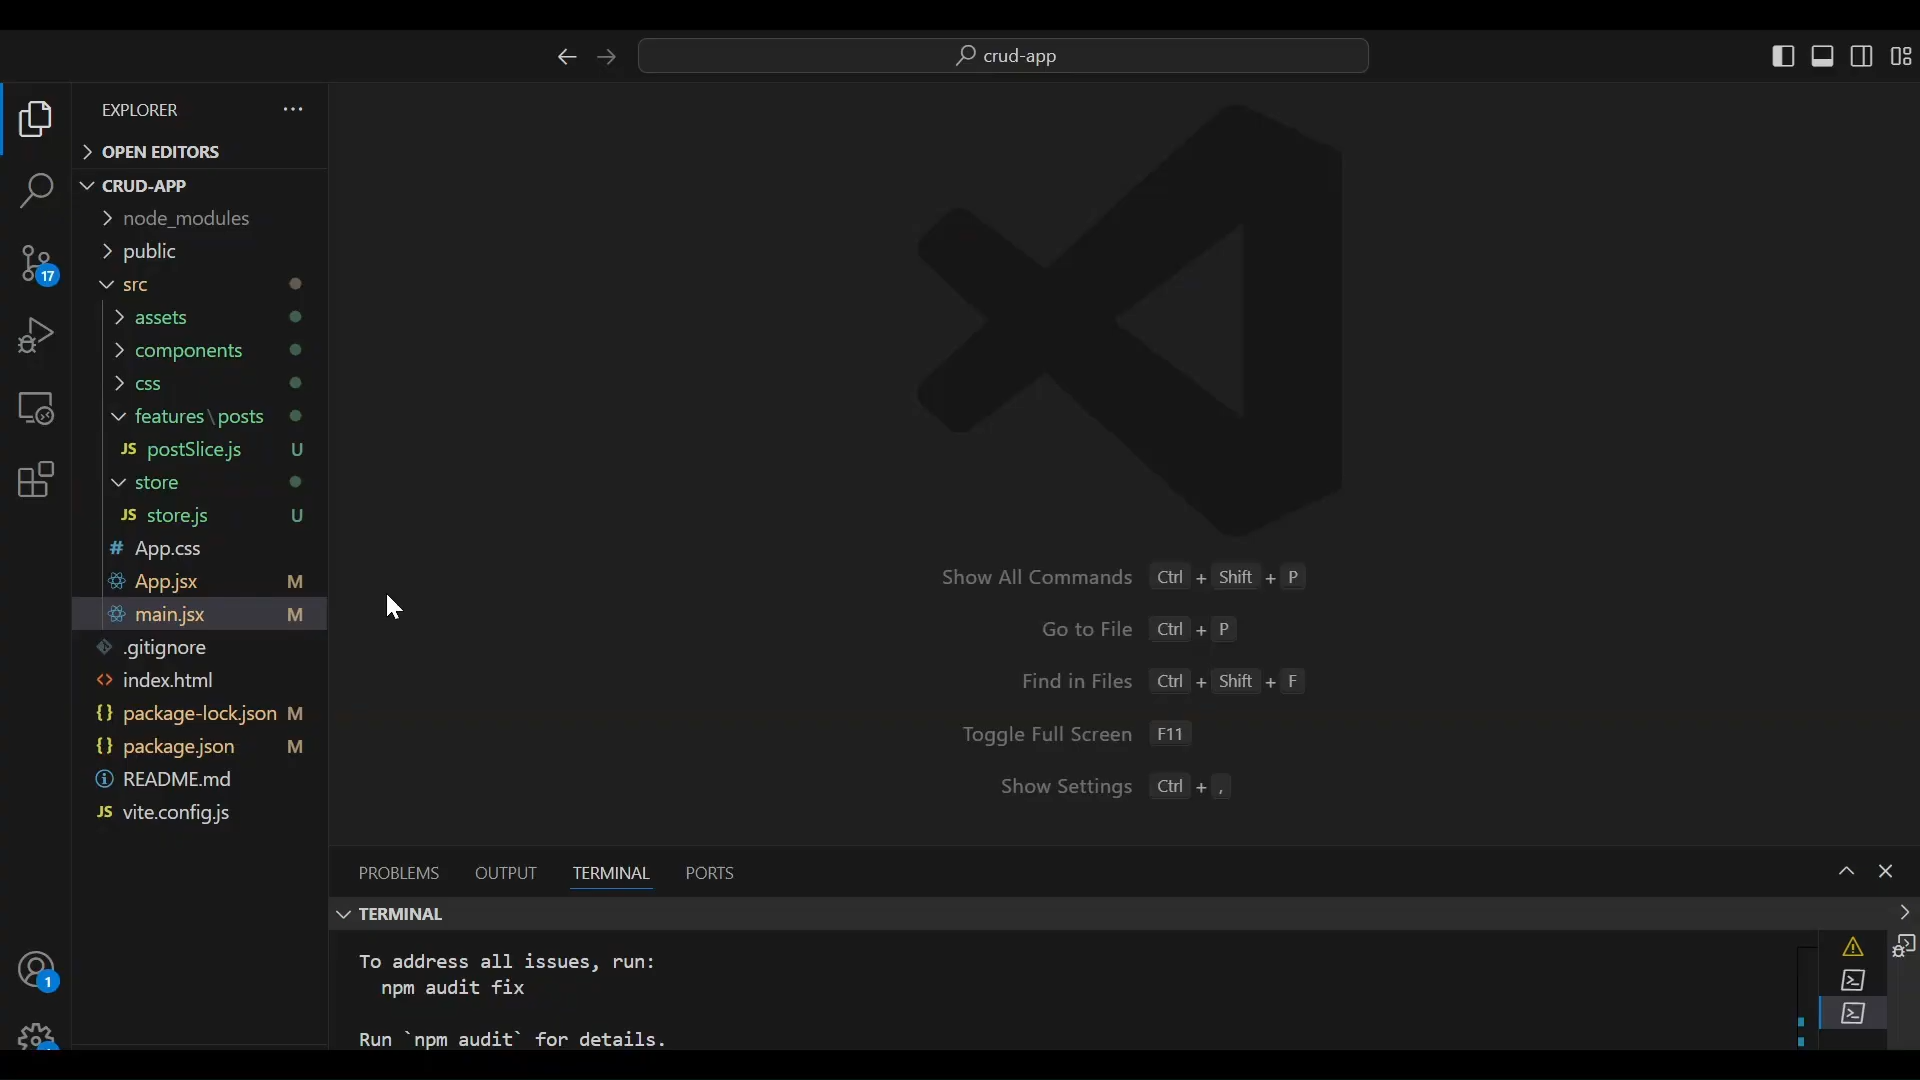 crud-app
EXPLORER
OPEN EDITORS
CRUD-APP
node_modules
public
17
src
assets
components
css
features\posts
JS postSlice.js U
store
JS store.js U
# App.css
App.jsx M
main.jsx M
.gitignore
<> index.html
{} package-lock.json M
{} package.json M
README.md
JS vite.config.js
1
Show All Commands Ctrl + Shift + P
Go to File Ctrl + P
Find in Files Ctrl + Shift + F
Toggle Full Screen F11
Show Settings Ctrl + ,
PROBLEMS OUTPUT TERMINAL PORTS
TERMINAL
To address all issues, run:
npm audit fix
Run `npm audit` for details.